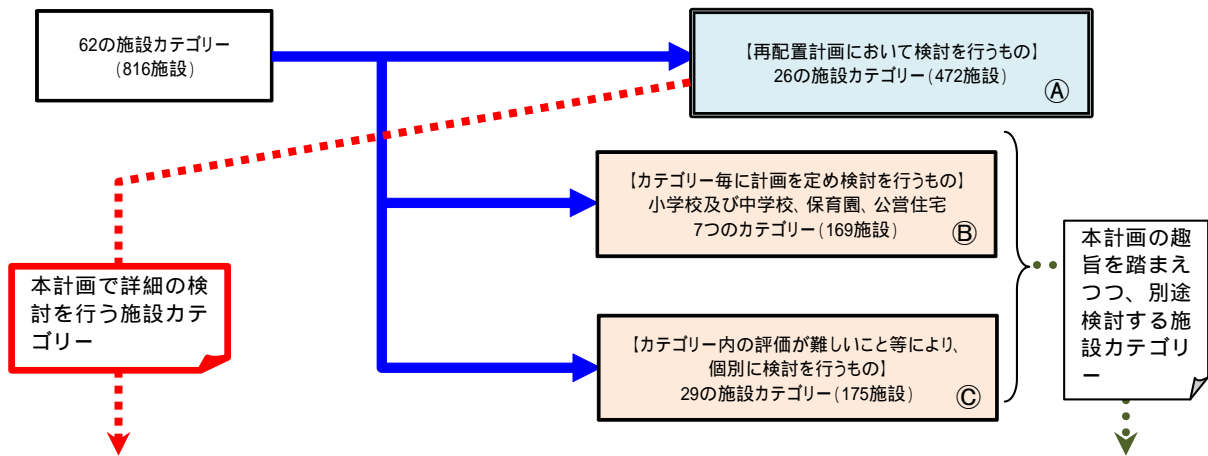 62の施設カテゴリー
(816施設)
【再配置計画において検討を行うもの】
26の施設カテゴリー(472施設)
Ⓐ
【カテゴリー毎に計画を定め検討を行うもの】
小学校及び中学校、保育園、公営住宅
7つのカテゴリー(169施設)
Ⓑ
【カテゴリー内の評価が難しいこと等により、
個別に検討を行うもの】
29の施設カテゴリー(175施設)
Ⓒ
本計画で詳細の検
討を行う施設カテ
ゴリー
本計画の趣
旨を踏まえ
つつ、別途
検討する施
設カテゴリ
ー